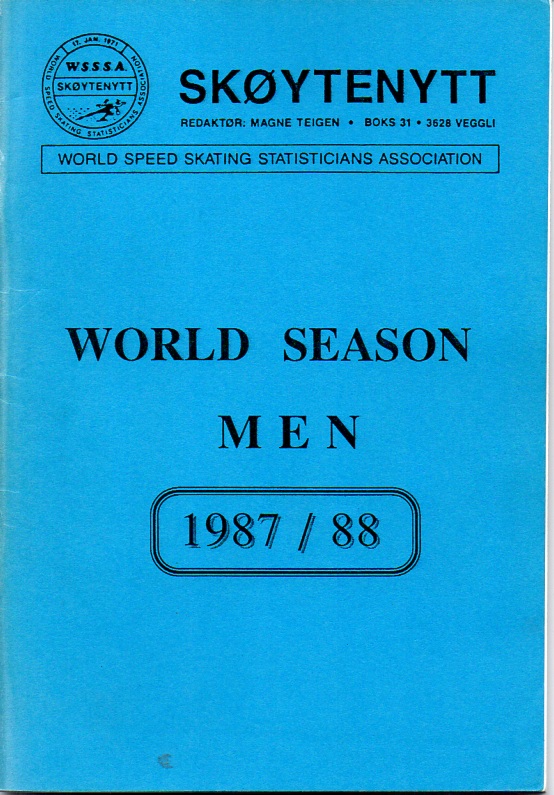 17. JAN. 1971
W.S.S.S.A.
SKØYTENYTT
WORLD SPEED SKATING STATISTICIANS ASSOCIATION
SKØYTENYTT
REDAKTØR: MAGNE TEIGEN • BOKS 31 • 3628 VEGGLI
WORLD SPEED SKATING STATISTICIANS ASSOCIATION
WORLD SEASON
MEN
1987 / 88